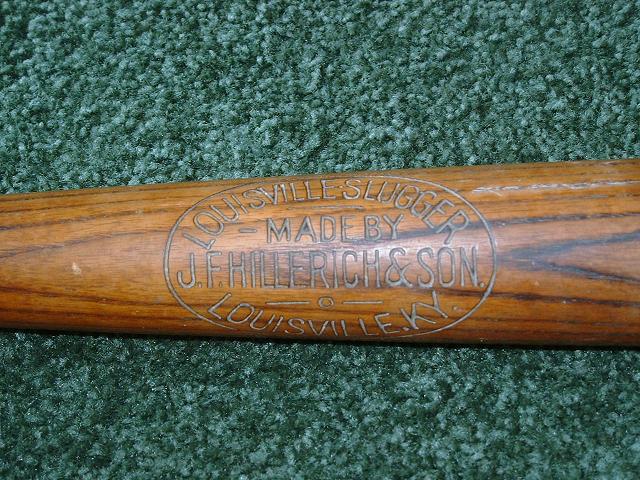 LOUISVILLE·SLUGGER
– MADE BY –
J.F. HILLERICH & SON.
— o —
LOUISVILLE.KY.